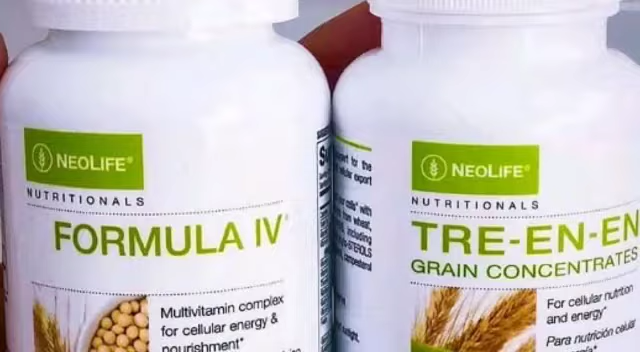 NEOLIFE®
NUTRITIONALS
FORMULA IV®
Multivitamin complex
for cellular energy &
nourishment*
NEOLIFE®
NUTRITIONALS
TRE-EN-EN
GRAIN CONCENTRATES
For cellular nutrition
and energy*
Para nutrición celular